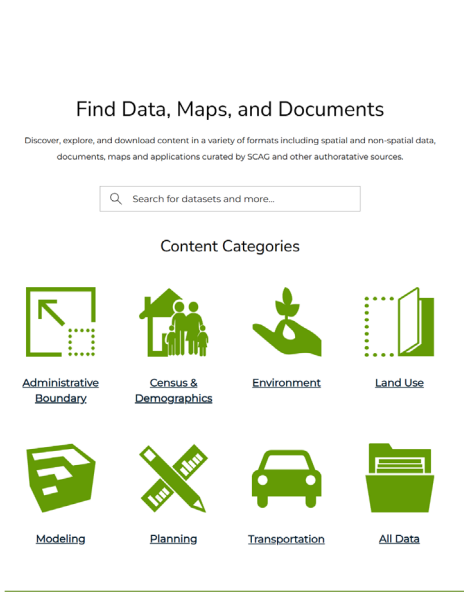 Find Data, Maps, and Documents
Discover, explore, and download content in a variety of formats including spatial and non-spatial data,
documents, maps and applications curated by SCAG and other authoratative sources.
Search for datasets and more...
Content Categories
Administrative
Boundary
Census &
Demographics
Environment
Land Use
Modeling
Planning
Transportation
All Data